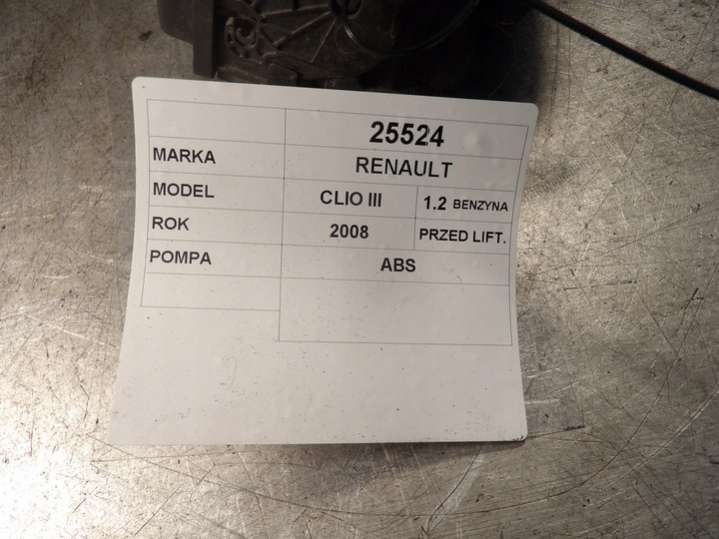 25524
MARKA RENAULT
MODEL CLIO III 1.2 BENZYNA
ROK 2008 PRZED LIFT.
POMPA ABS